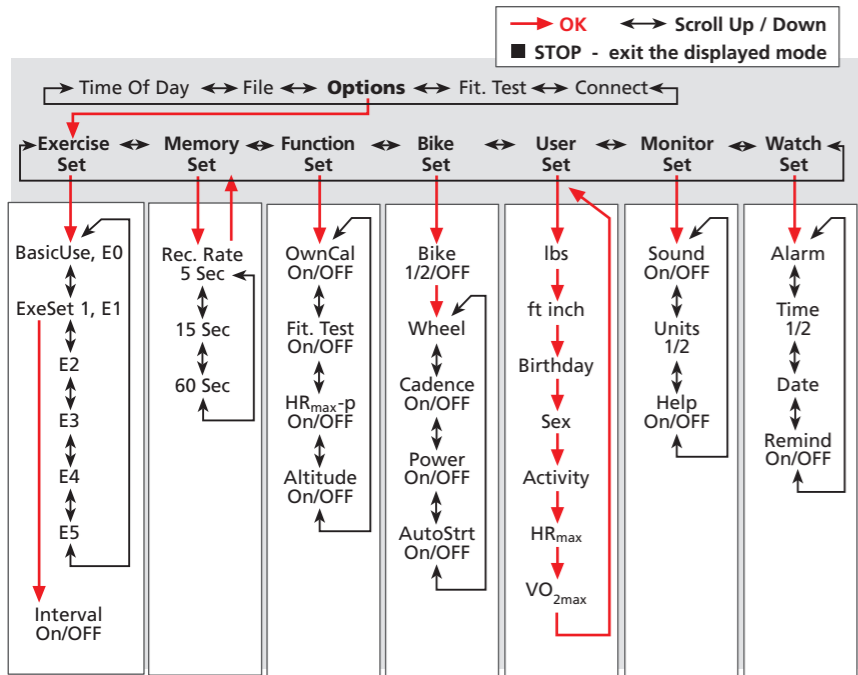 OK Scroll Up / Down
STOP - exit the displayed mode
Time Of Day File Options Fit. Test Connect
Exercise Set
Memory Set
Function Set
Bike Set
User Set
Monitor Set
Watch Set
BasicUse, E0
ExeSet 1, E1
E2
E3
E4
E5
Interval
On/OFF
Rec. Rate
5 Sec
15 Sec
60 Sec
OwnCal
On/OFF
Fit. Test
On/OFF
HRmax-p
On/OFF
Altitude
On/OFF
Bike
1/2/OFF
Wheel
Cadence
On/OFF
Power
On/OFF
AutoStrt
On/OFF
lbs
ft inch
Birthday
Sex
Activity
HRmax
VO2max
Sound
On/OFF
Units
1/2
Help
On/OFF
Alarm
Time
1/2
Date
Remind
On/OFF